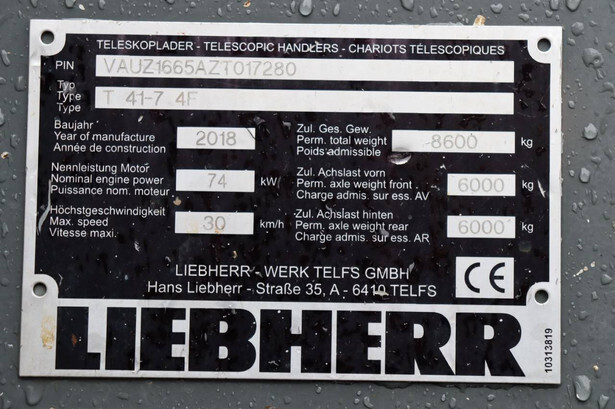 TELESKOPLADER - TELESCOPIC HANDLERS - CHARIOTS TÉLESCOPIQUES
PIN VAUZ1665AZT017280
Typ
Type T 41-7 4F
Type
Baujahr
Year of manufacture 2018
Année de construction
Zul. Ges. Gew.
Perm. total weight 8600 kg
Poids admissible
Nennleistung Motor
Nominal engine power 74 kW
Puissance nom. moteur
Zul. Achslast vorn
Perm. axle weight front 6000 kg
Charge admis. sur ess. AV
Höchstgeschwindigkeit
Max. speed 30 km/h
Vitesse maxi.
Zul. Achslast hinten
Perm. axle weight rear 6000 kg
Charge admis. sur ess. AR
LIEBHERR - WERK TELFS GMBH
Hans Liebherr - Straße 35, A - 6410 TELFS
CE
LIEBHERR
10313819